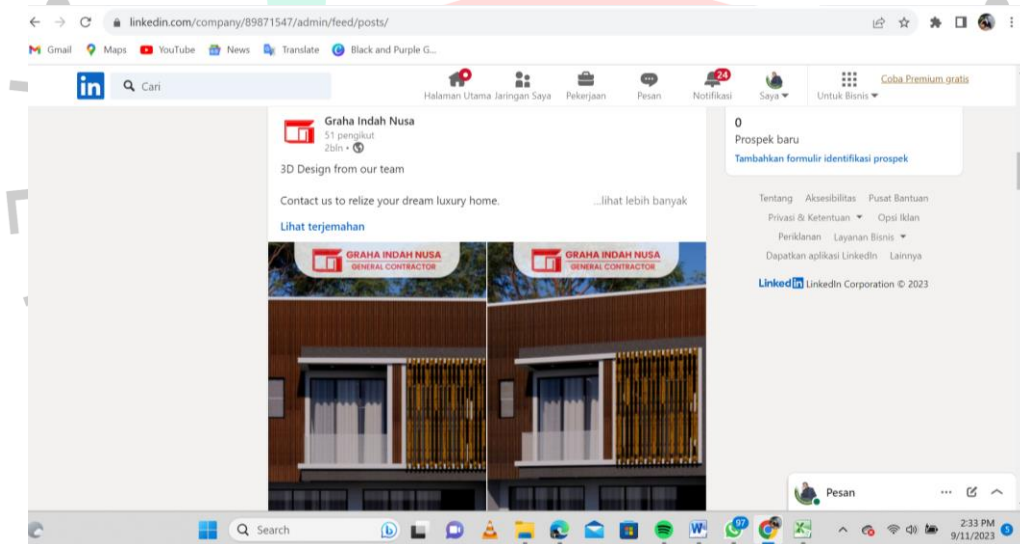 linkedin.com/company/89871547/admin/feed/posts/
Gmail Maps YouTube News Translate Black and Purple G...
in Cari Halaman Utama Jaringan Saya Pekerjaan Pesan 24 Notifikasi Saya Untuk Bisnis Coba Premium gratis
Graha Indah Nusa
51 pengikut
2bln •
3D Design from our team
Contact us to relize your dream luxury home. ...lihat lebih banyak
Lihat terjemahan
GRAHA INDAH NUSA
GENERAL CONTRACTOR
GRAHA INDAH NUSA
GENERAL CONTRACTOR
0
Prospek baru
Tambahkan formulir identifikasi prospek
Tentang Aksesibilitas Pusat Bantuan
Privasi & Ketentuan Opsi Iklan
Periklanan Layanan Bisnis
Dapatkan aplikasi LinkedIn Lainnya
Linked in LinkedIn Corporation © 2023
Pesan
Search 97 2:33 PM 5
9/11/2023